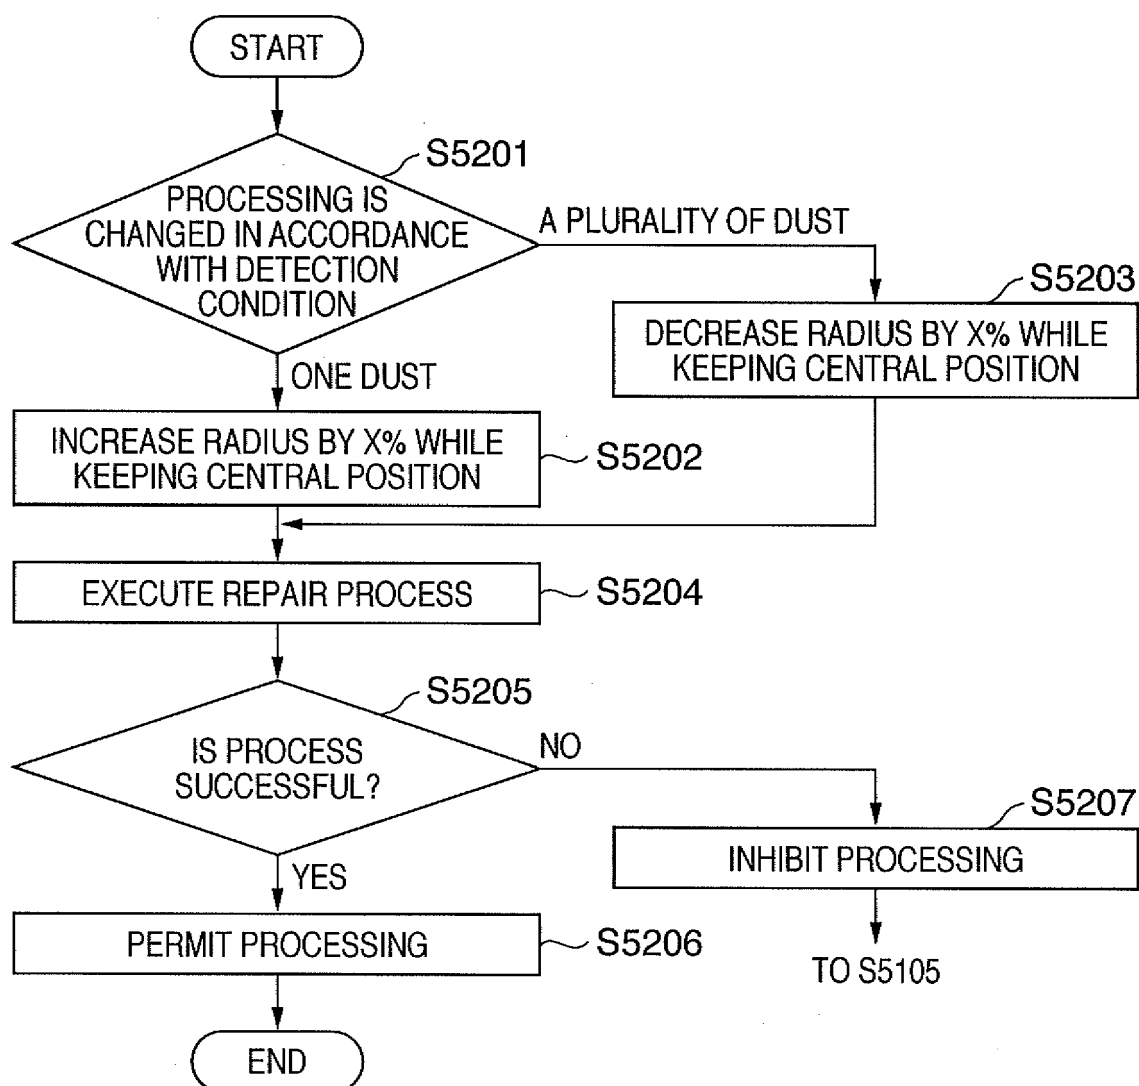 START
S5201
PROCESSING IS
CHANGED IN ACCORDANCE
WITH DETECTION
CONDITION
A PLURALITY OF DUST
S5203
DECREASE RADIUS BY X% WHILE
KEEPING CENTRAL POSITION
ONE DUST
INCREASE RADIUS BY X% WHILE
KEEPING CENTRAL POSITION
S5202
EXECUTE REPAIR PROCESS
S5204
S5205
IS PROCESS
SUCCESSFUL?
NO
S5207
INHIBIT PROCESSING
YES
PERMIT PROCESSING
S5206
TO S5105
END